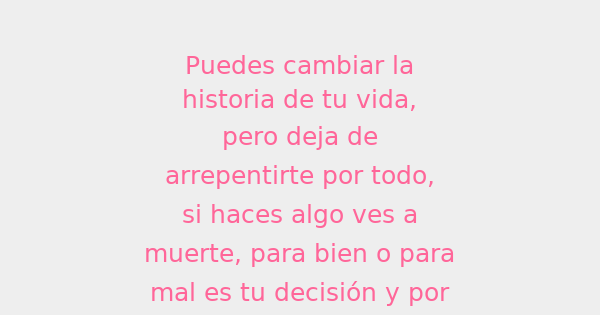 Puedes cambiar la
historia de tu vida,
pero deja de
arrepentirte por todo,
si haces algo ves a
muerte, para bien o para
mal es tu decisión y por